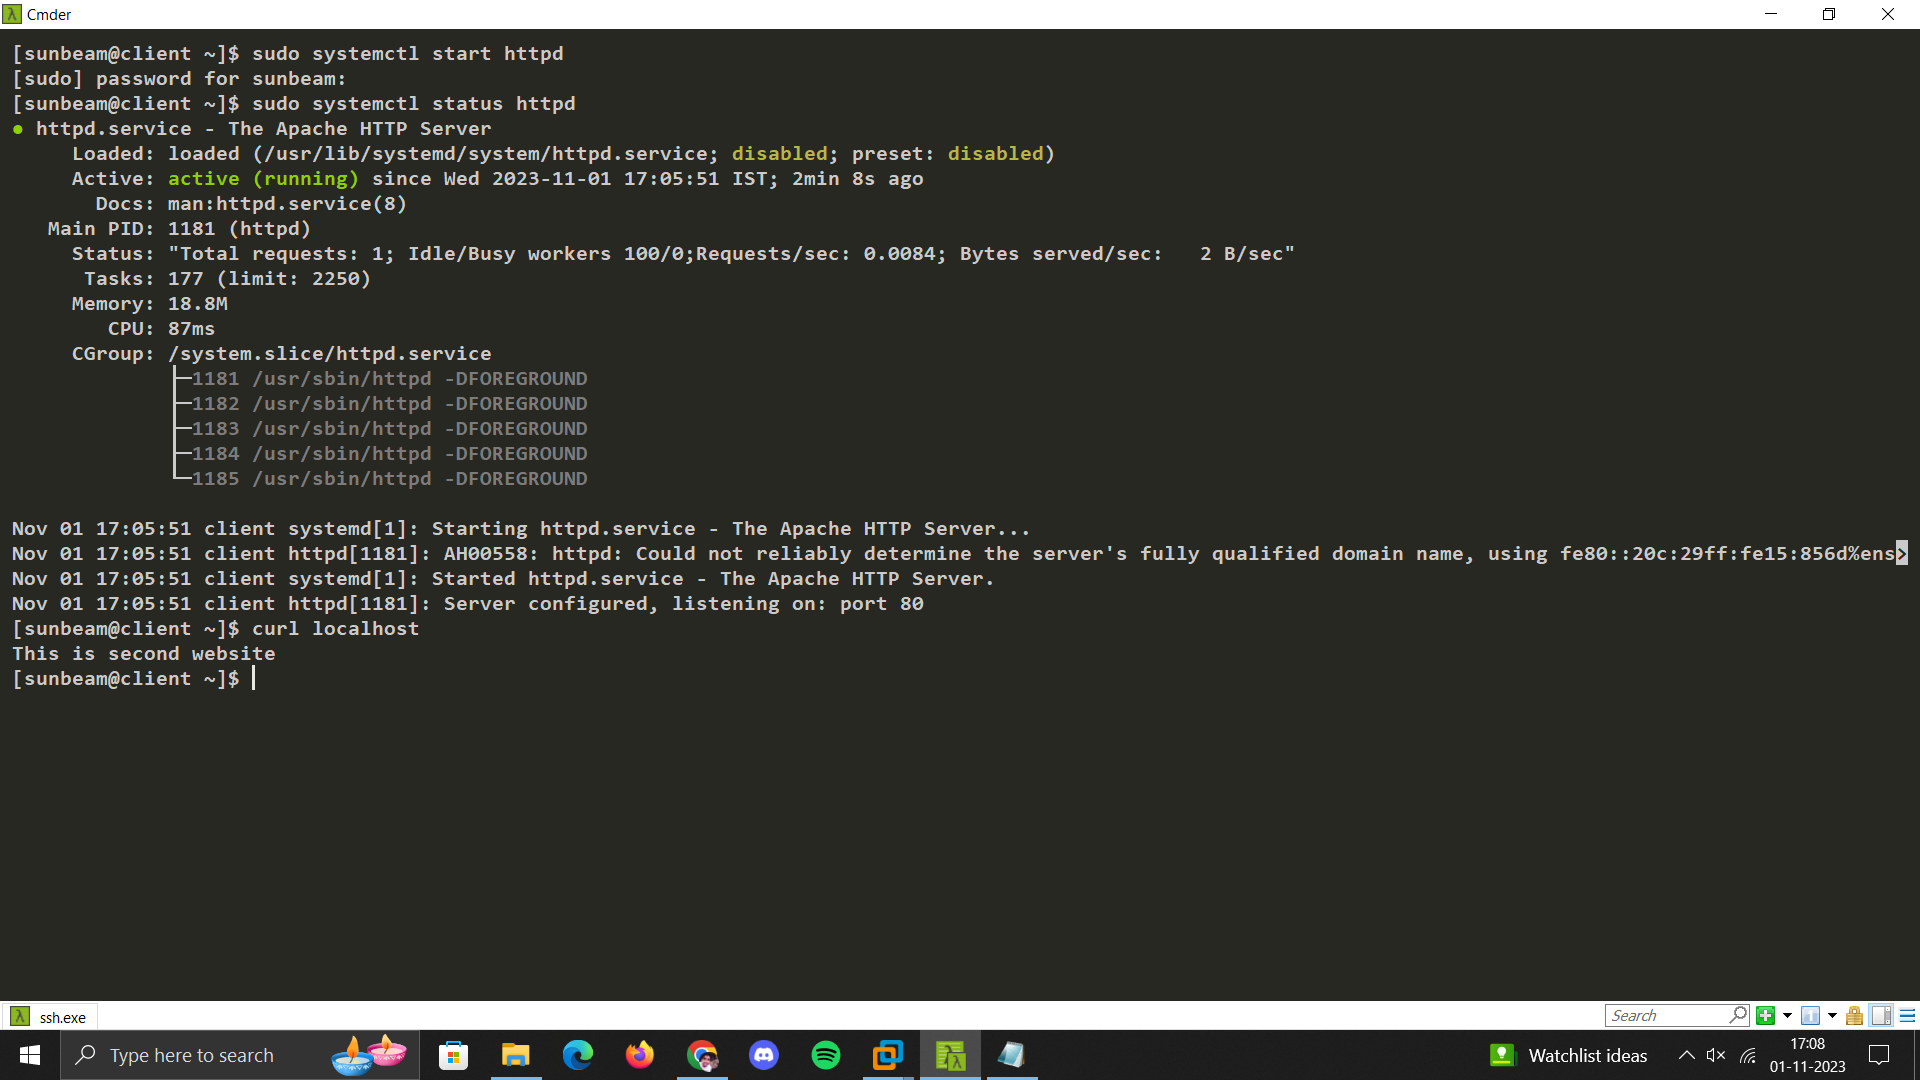 Cmder
[sunbeam@client ~]$ sudo systemctl start httpd
[sudo] password for sunbeam:
[sunbeam@client ~]$ sudo systemctl status httpd
● httpd.service - The Apache HTTP Server
     Loaded: loaded (/usr/lib/systemd/system/httpd.service; disabled; preset: disabled)
     Active: active (running) since Wed 2023-11-01 17:05:51 IST; 2min 8s ago
       Docs: man:httpd.service(8)
   Main PID: 1181 (httpd)
     Status: "Total requests: 1; Idle/Busy workers 100/0;Requests/sec: 0.0084; Bytes served/sec:   2 B/sec"
      Tasks: 177 (limit: 2250)
     Memory: 18.8M
        CPU: 87ms
     CGroup: /system.slice/httpd.service
             ├─1181 /usr/sbin/httpd -DFOREGROUND
             ├─1182 /usr/sbin/httpd -DFOREGROUND
             ├─1183 /usr/sbin/httpd -DFOREGROUND
             ├─1184 /usr/sbin/httpd -DFOREGROUND
             └─1185 /usr/sbin/httpd -DFOREGROUND
Nov 01 17:05:51 client systemd[1]: Starting httpd.service - The Apache HTTP Server...
Nov 01 17:05:51 client httpd[1181]: AH00558: httpd: Could not reliably determine the server's fully qualified domain name, using fe80::20c:29ff:fe15:856d%ens>
Nov 01 17:05:51 client systemd[1]: Started httpd.service - The Apache HTTP Server.
Nov 01 17:05:51 client httpd[1181]: Server configured, listening on: port 80
[sunbeam@client ~]$ curl localhost
This is second website
[sunbeam@client ~]$
ssh.exe
Search
Type here to search
Watchlist ideas
17:08
01-11-2023